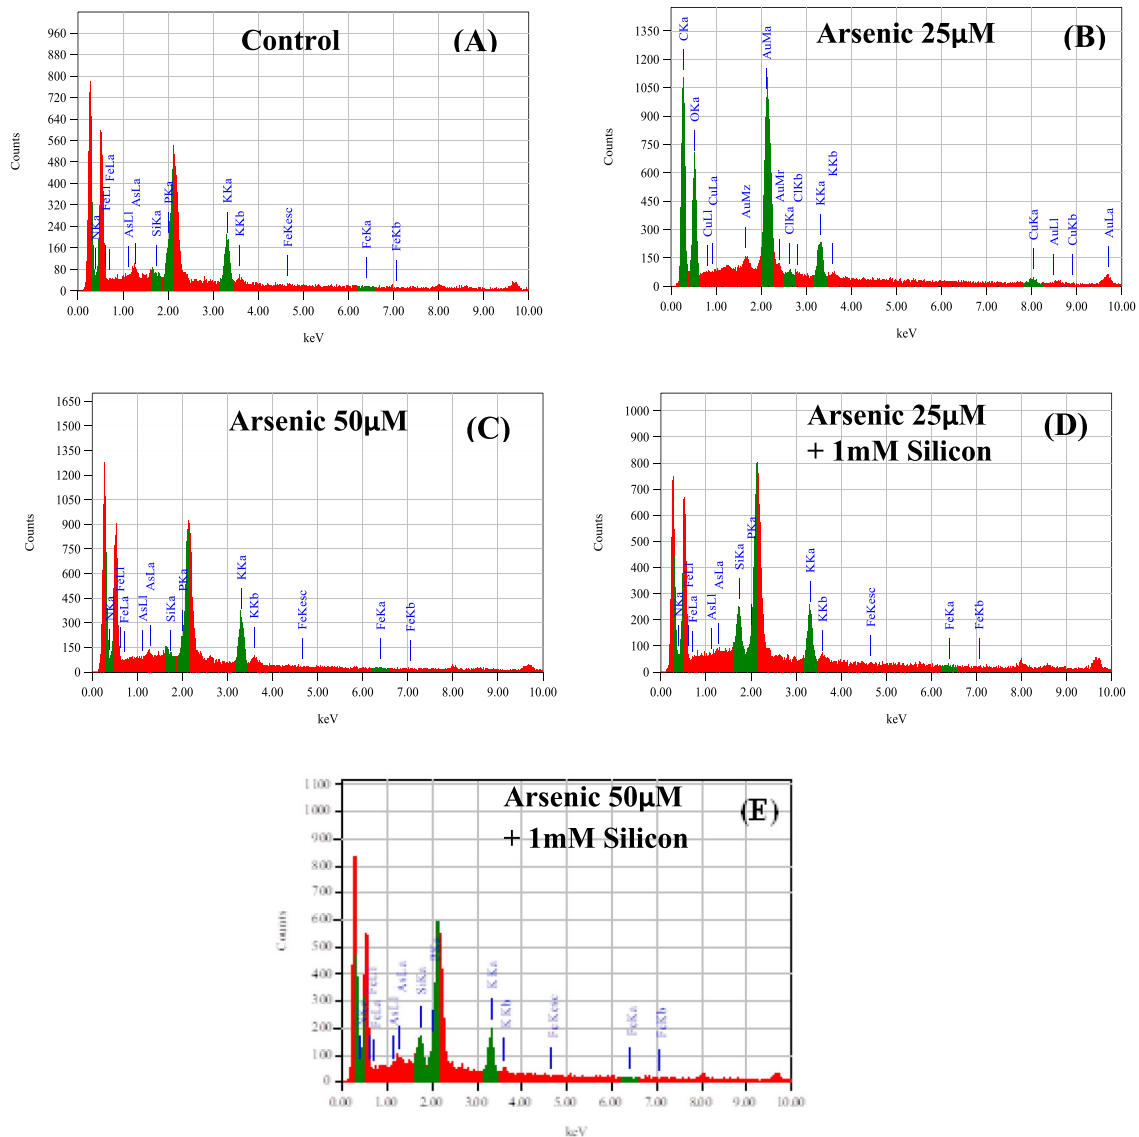 Control
(A)
Counts
960
880
800
720
640
560
480
400
320
240
160
80
0
NKa
FeLl
FeLa
AsLl
AsLa
SiKa
PKa
KKa
KKb
FeKesc
FeKa
FeKb
0.00 1.00 2.00 3.00 4.00 5.00 6.00 7.00 8.00 9.00 10.00
keV
Arsenic 25µM
(B)
Counts
1350
1200
1050
900
750
600
450
300
150
0
CKa
OKa
CuLl
CuLa
AuMz
AuMa
AuMr
ClKa
ClKb
KKa
KKb
CuKa
AuLl
CuKb
AuLa
0.00 1.00 2.00 3.00 4.00 5.00 6.00 7.00 8.00 9.00 10.00
keV
Arsenic 50µM
(C)
Counts
1650
1500
1350
1200
1050
900
750
600
450
300
150
0
NKa
FeLl
FeLa
AsLl
AsLa
SiKa
PKa
KKa
KKb
FeKesc
FeKa
FeKb
0.00 1.00 2.00 3.00 4.00 5.00 6.00 7.00 8.00 9.00 10.00
keV
Arsenic 25µM
+ 1mM Silicon
(D)
Counts
1000
900
800
700
600
500
400
300
200
100
0
NKa
FeLl
FeLa
AsLl
AsLa
SiKa
PKa
KKa
KKb
FeKesc
FeKa
FeKb
0.00 1.00 2.00 3.00 4.00 5.00 6.00 7.00 8.00 9.00 10.00
keV
Arsenic 50µM
+ 1mM Silicon
(E)
Counts
1100
1000
900
800
700
600
500
400
300
200
100
0
FeLl
FeLa
AsLl
AsLa
SiKa
KKa
KKb
FeKesc
FeKa
FeKb
0.00 1.00 2.00 3.00 4.00 5.00 6.00 7.00 8.00 9.00 10.00
keV